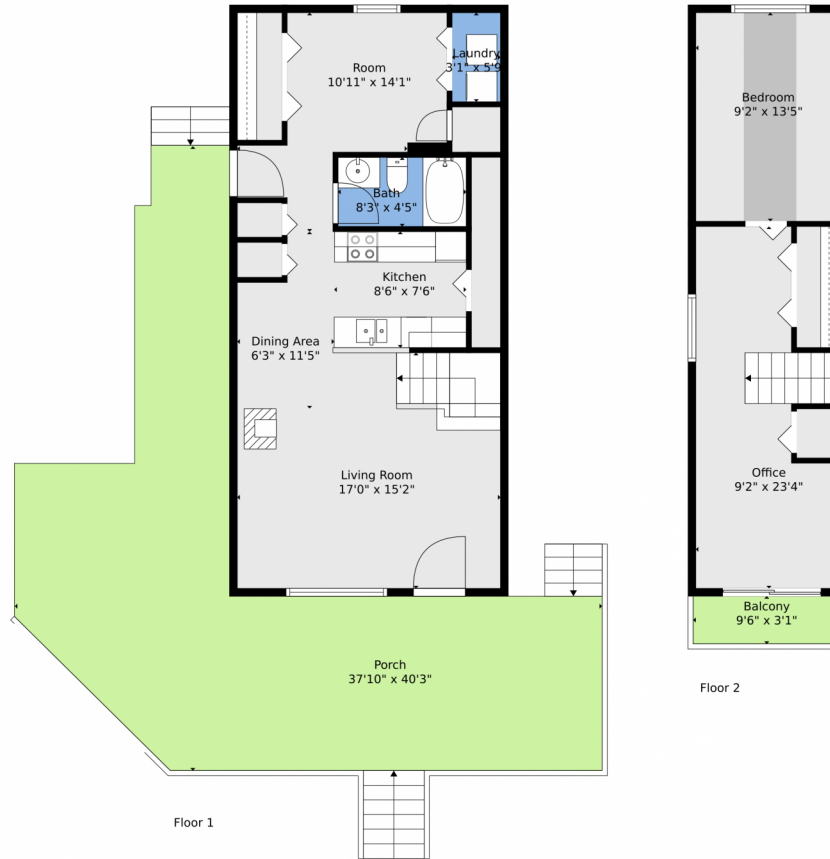 Room
10'11" x 14'1"
Laundry
3'1" x 5'9
Bath
8'3" x 4'5"
Kitchen
8'6" x 7'6"
Dining Area
6'3" x 11'5"
Living Room
17'0" x 15'2"
Porch
37'10" x 40'3"
Floor 1
Bedroom
9'2" x 13'5"
Office
9'2" x 23'4"
Balcony
9'6" x 3'1"
Floor 2